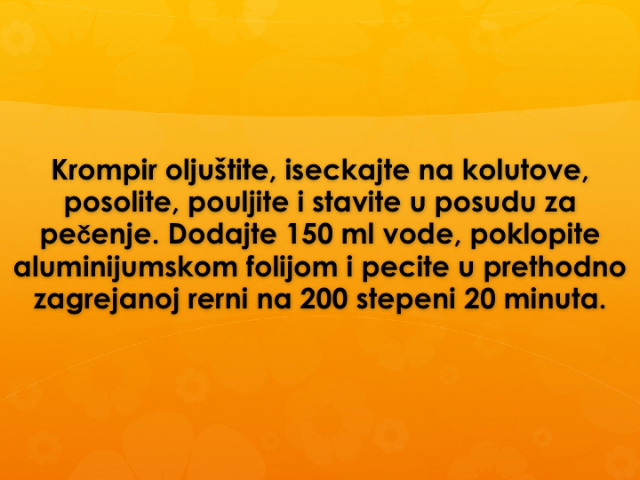 Krompir oljuštite, iseckajte na kolutove,
posolite, pouljite i stavite u posudu za
pečenje. Dodajte 150 ml vode, poklopite
aluminijumskom folijom i pecite u prethodno
zagrejanoj rerni na 200 stepeni 20 minuta.